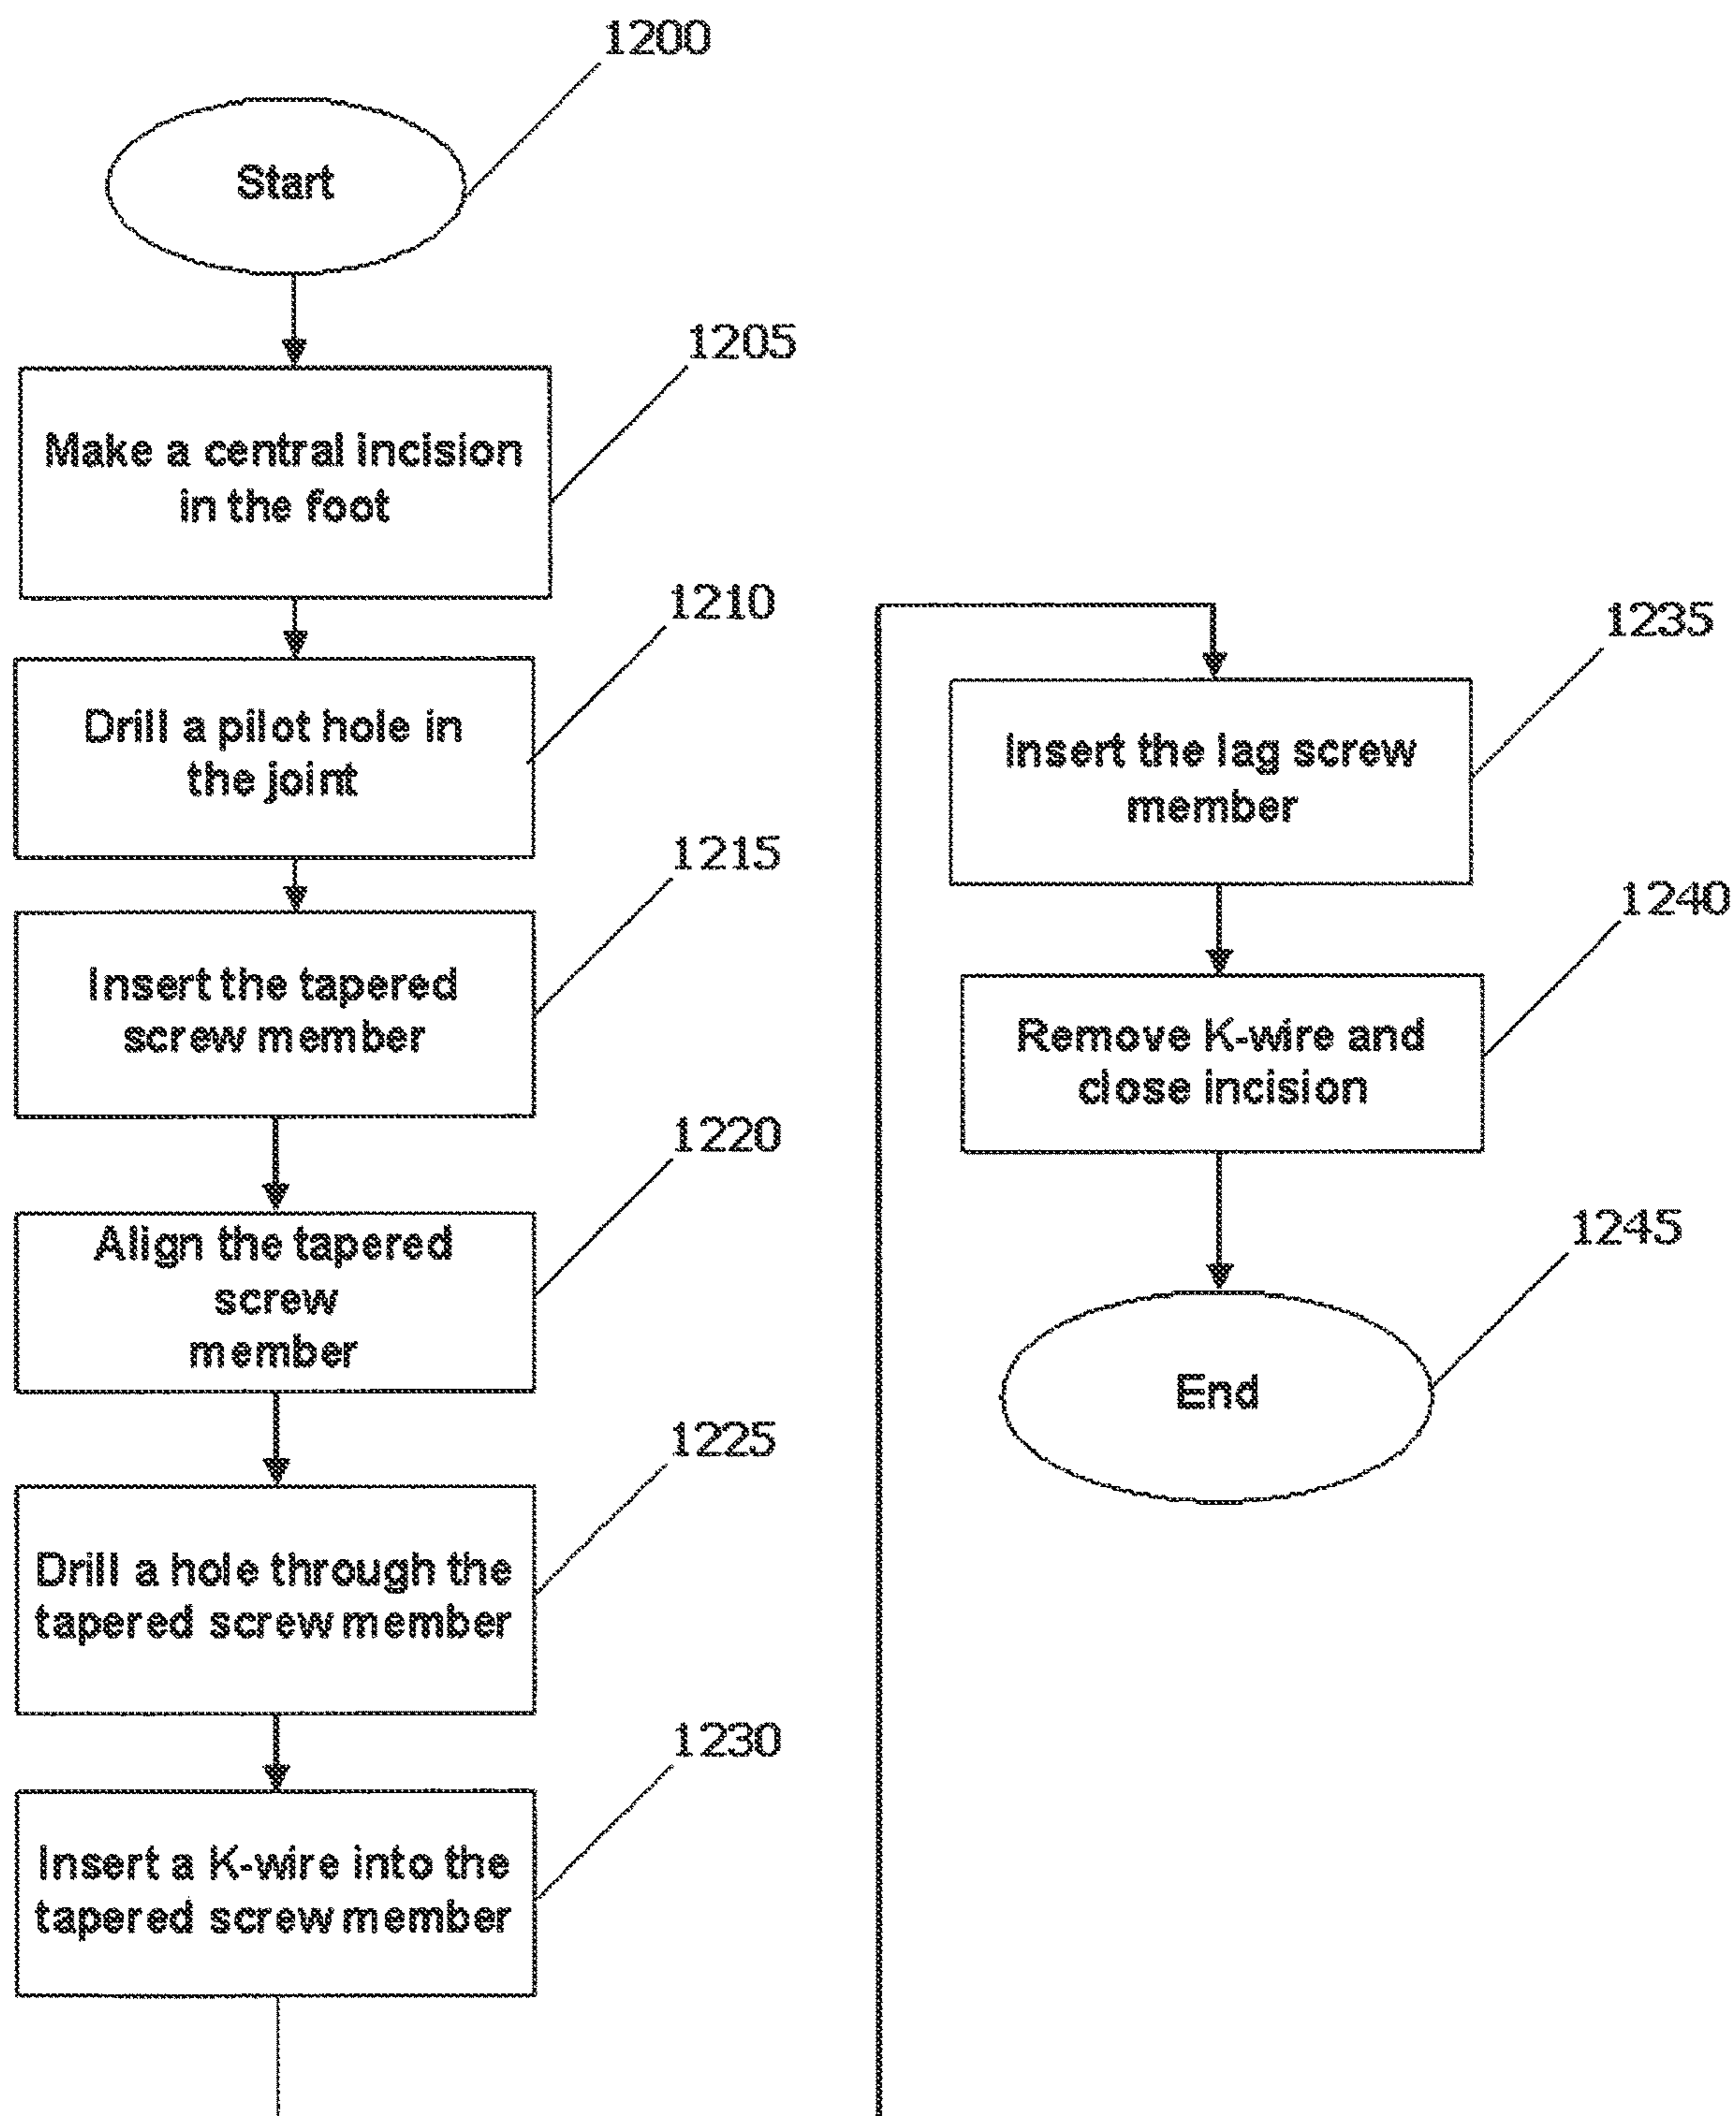 1200
Start
1205
Make a central incision
in the foot
1210
Drill a pilot hole in
the joint
1215
Insert the tapered
screw member
1220
Align the tapered
screw
member
1225
Drill a hole through the
tapered screw member
1230
Insert a K-wire into the
tapered screw member
1235
Insert the lag screw
member
1240
Remove K-wire and
close incision
1245
End